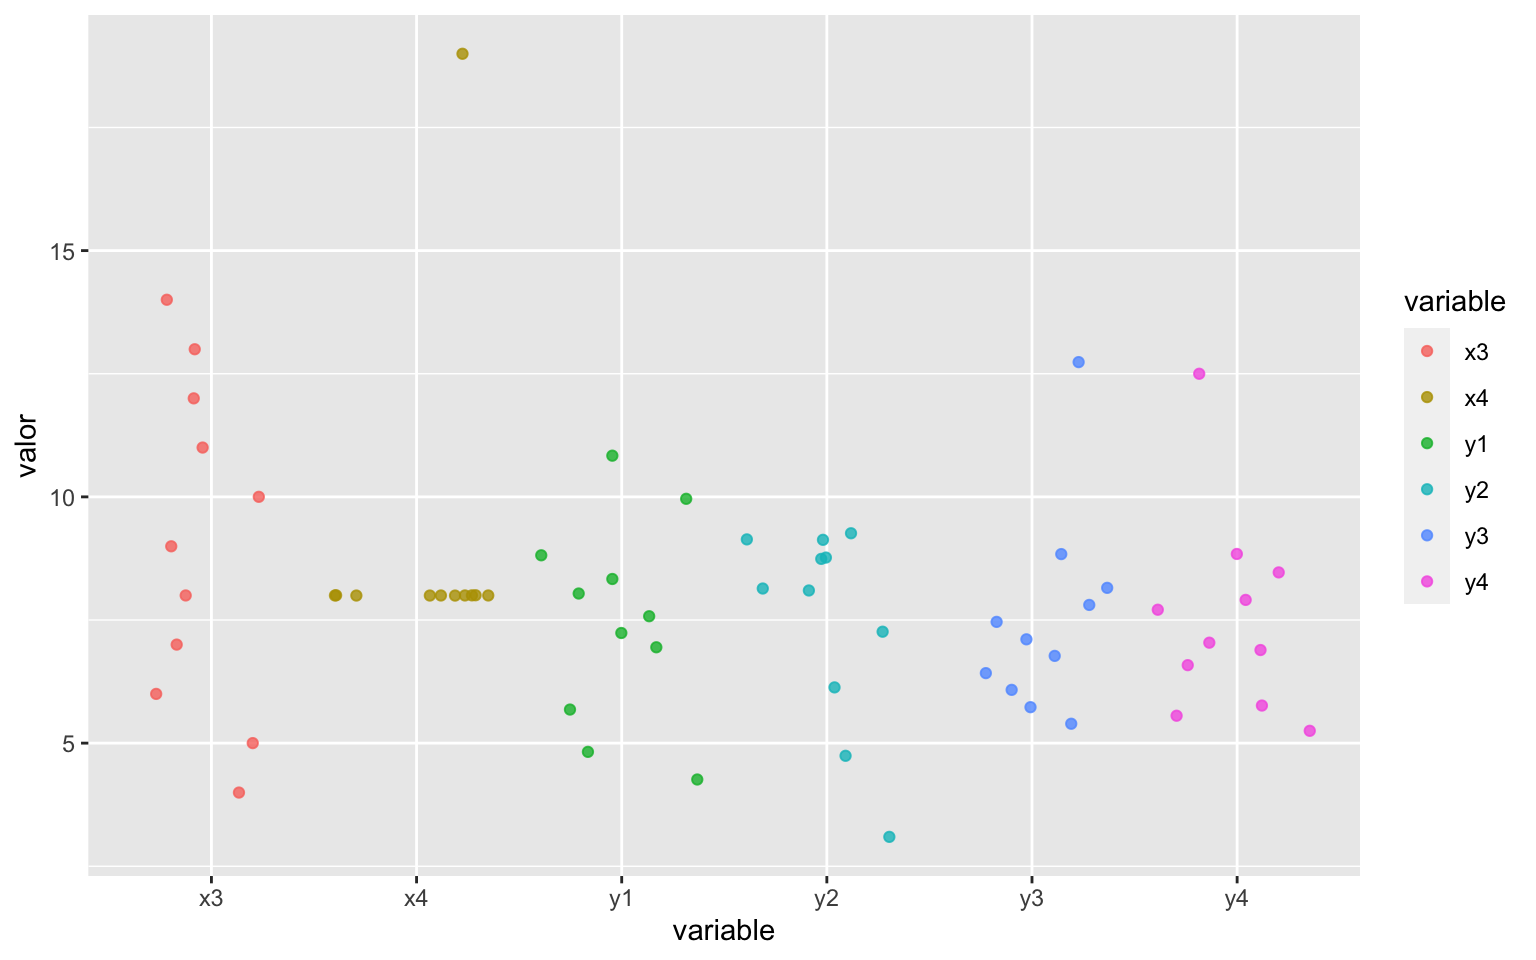 valor
15
10
5
x3 x4 y1 y2 y3 y4
variable
variable
x3
x4
y1
y2
y3
y4